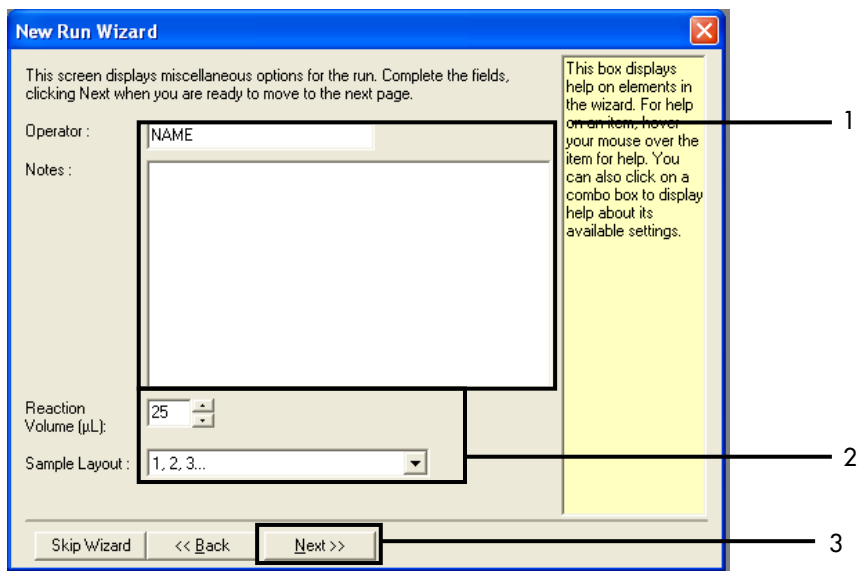 New Run Wizard
This screen displays miscellaneous options for the run. Complete the fields,
clicking Next when you are ready to move to the next page.
Operator :
NAME
Notes :
Reaction
Volume (µL):
25
Sample Layout :
1, 2, 3...
Skip Wizard
<< Back
Next >>
This box displays
help on elements in
the wizard. For help
on an item, hover
your mouse over the
item for help. You
can also click on a
combo box to display
help about its
available settings.
1
2
3